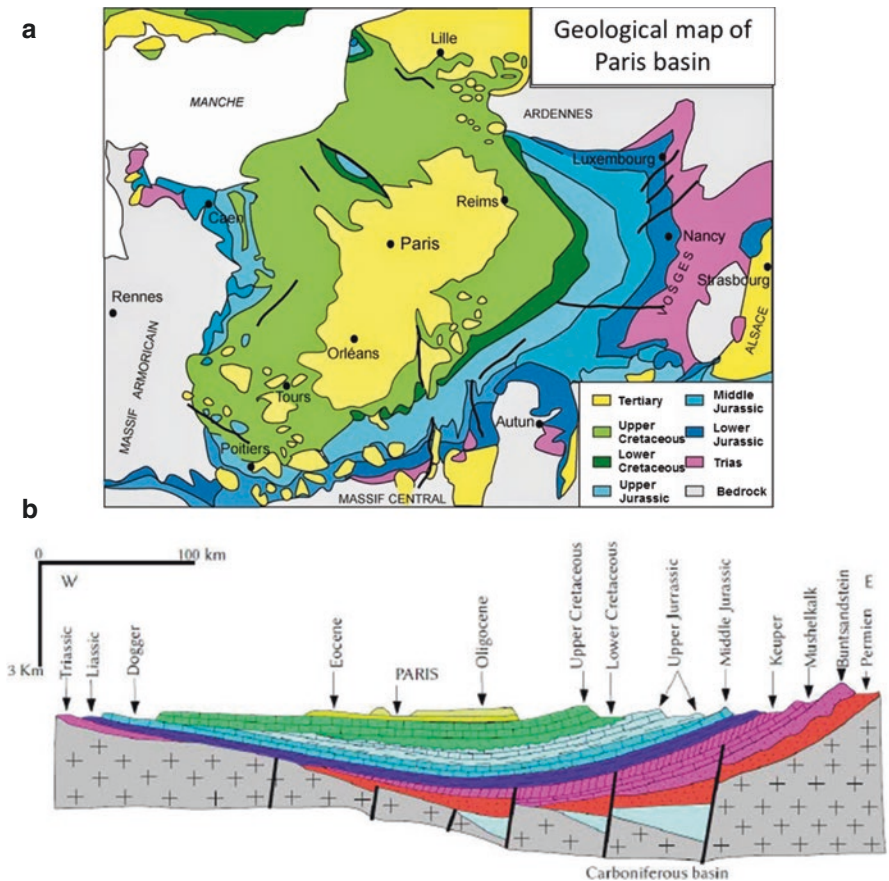 a
Geological map of
Paris basin
Lille
MANCHE
ARDENNES
Luxembourg
Caen
Reims
Paris
Nancy
VOSGES
Strasbourg
Rennes
ALSACE
MASSIF ARMORICAIN
Orléans
Tours
Autun
Poitiers
MASSIF CENTRAL
Tertiary
Upper
Cretaceous
Lower
Cretaceous
Upper
Jurassic
Middle
Jurassic
Lower
Jurassic
Trias
Bedrock
b
0
100 km
W
E
3 Km
Triassic
Liassic
Dogger
Eocene
PARIS
Oligocene
Upper Cretaceous
Lower Cretaceous
Upper Jurrassic
Middle Jurassic
Keuper
Mushelkalk
Buntsandstein
Permien
Carboniferous basin